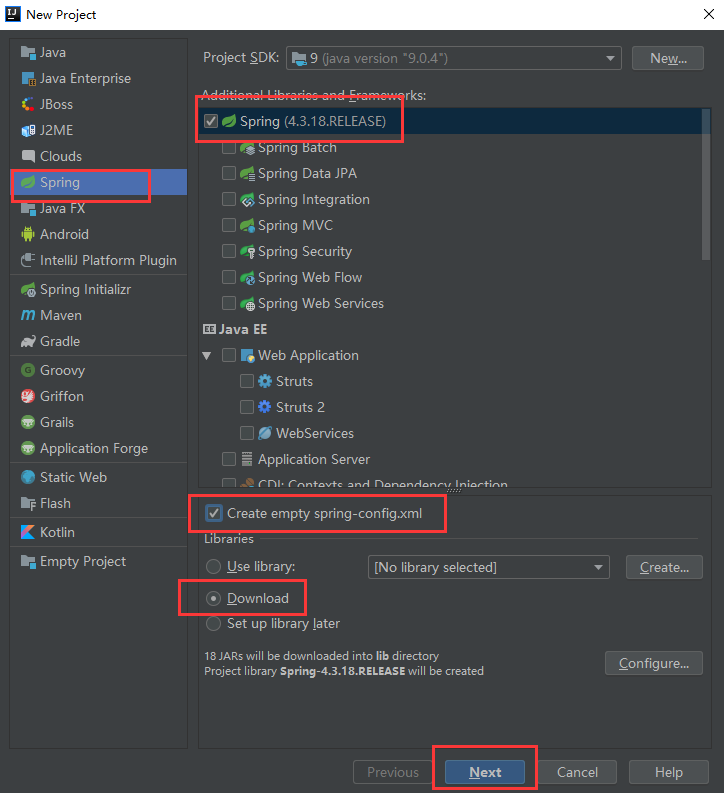 New Project
Java
Java Enterprise
JBoss
J2ME
Clouds
Spring
Java FX
Android
IntelliJ Platform Plugin
Spring Initializr
Maven
Gradle
Groovy
Griffon
Grails
Application Forge
Static Web
Flash
Kotlin
Empty Project
Project SDK: 9 (java version "9.0.4") New...
Additional Libraries and Frameworks:
Spring (4.3.18.RELEASE)
Spring Batch
Spring Data JPA
Spring Integration
Spring MVC
Spring Security
Spring Web Flow
Spring Web Services
Java EE
Web Application
Struts
Struts 2
WebServices
Application Server
CDI: Contexts and Dependency Injection
Create empty spring-config.xml
Libraries
Use library: [No library selected] Create...
Download
Set up library later
18 JARs will be downloaded into lib directory
Project library Spring-4.3.18.RELEASE will be created
Configure...
Previous Next Cancel Help